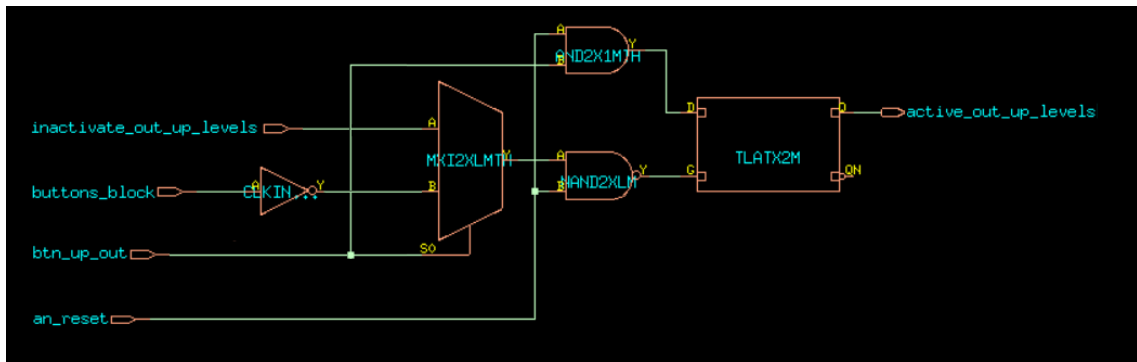 A
Y
AND2X1MTH
B
D
Q
active_out_up_levels
inactivate_out_up_levels
A
MXI2XLMTH
Y
A
Y
NAND2XLM
B
TLATX2M
G
QN
buttons_block
A
Y
B
btn_up_out
S0
an_reset